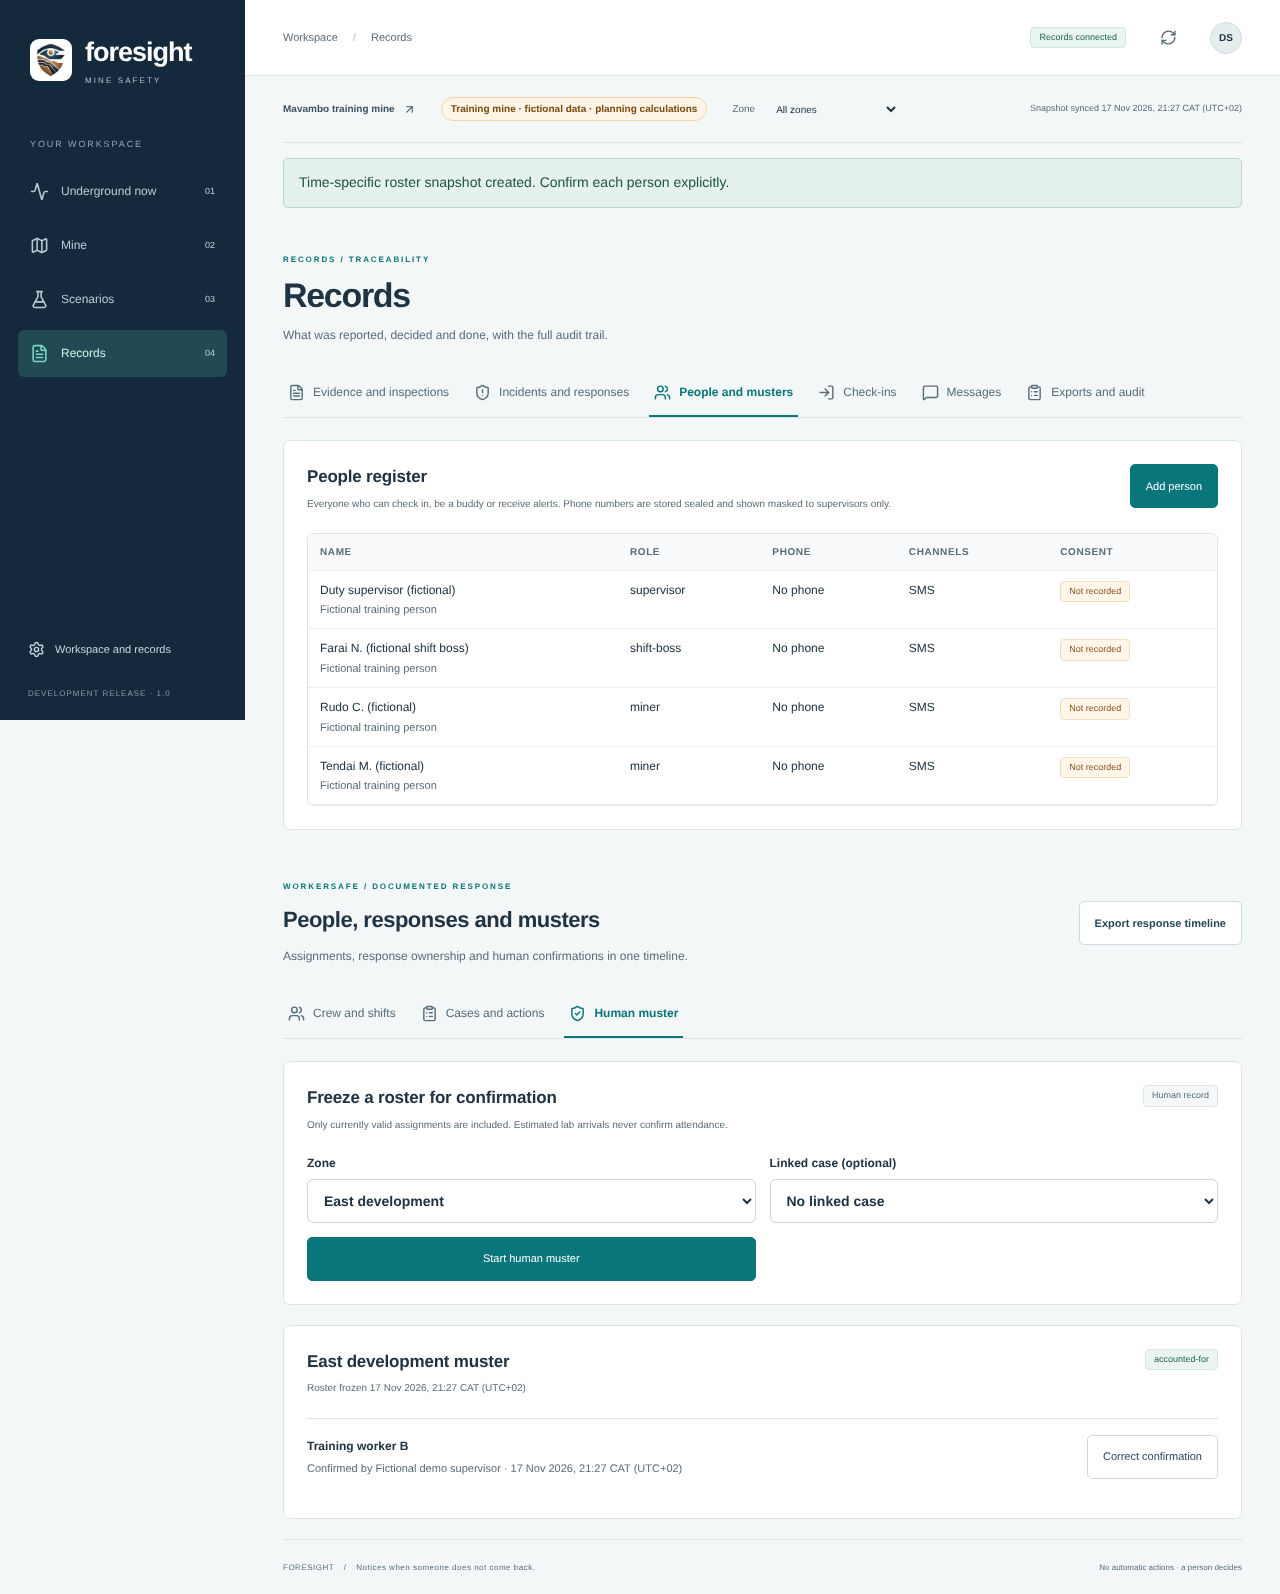 foresight
MINE SAFETY
YOUR WORKSPACE
Underground now 01
Mine 02
Scenarios 03
Records 04
Workspace and records
DEVELOPMENT RELEASE · 1.0
Workspace / Records
Records connected
DS
Mavambo training mine
Training mine · fictional data · planning calculations
Zone All zones
Snapshot synced 17 Nov 2026, 21:27 CAT (UTC+02)
Time-specific roster snapshot created. Confirm each person explicitly.
RECORDS / TRACEABILITY
Records
What was reported, decided and done, with the full audit trail.
Evidence and inspections Incidents and responses People and musters Check-ins Messages Exports and audit
People register
Everyone who can check in, be a buddy or receive alerts. Phone numbers are stored sealed and shown masked to supervisors only.
Add person
NAME ROLE PHONE CHANNELS CONSENT
Duty supervisor (fictional) supervisor No phone SMS Not recorded
Fictional training person
Farai N. (fictional shift boss) shift-boss No phone SMS Not recorded
Fictional training person
Rudo C. (fictional) miner No phone SMS Not recorded
Fictional training person
Tendai M. (fictional) miner No phone SMS Not recorded
Fictional training person
WORKERSAFE / DOCUMENTED RESPONSE
People, responses and musters
Assignments, response ownership and human confirmations in one timeline.
Export response timeline
Crew and shifts Cases and actions Human muster
Freeze a roster for confirmation
Human record
Only currently valid assignments are included. Estimated lab arrivals never confirm attendance.
Zone Linked case (optional)
East development No linked case
Start human muster
East development muster
accounted-for
Roster frozen 17 Nov 2026, 21:27 CAT (UTC+02)
Training worker B
Confirmed by Fictional demo supervisor · 17 Nov 2026, 21:27 CAT (UTC+02)
Correct confirmation
FORESIGHT / Notices when someone does not come back.
No automatic actions · a person decides